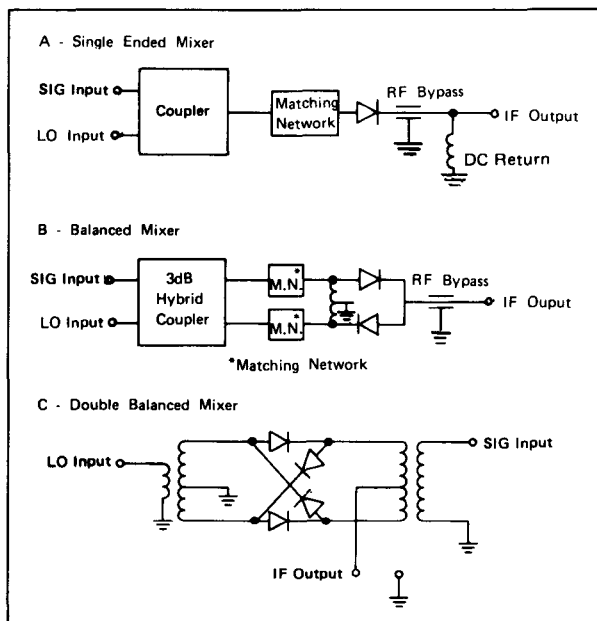 A - Single Ended Mixer
SIG Input
LO Input
Coupler
Matching
Network
RF Bypass
IF Output
DC Return
B - Balanced Mixer
SIG Input
LO Input
3dB
Hybrid
Coupler
M.N.*
M.N.*
RF Bypass
IF Ouput
*Matching Network
C - Double Balanced Mixer
LO Input
SIG Input
IF Output